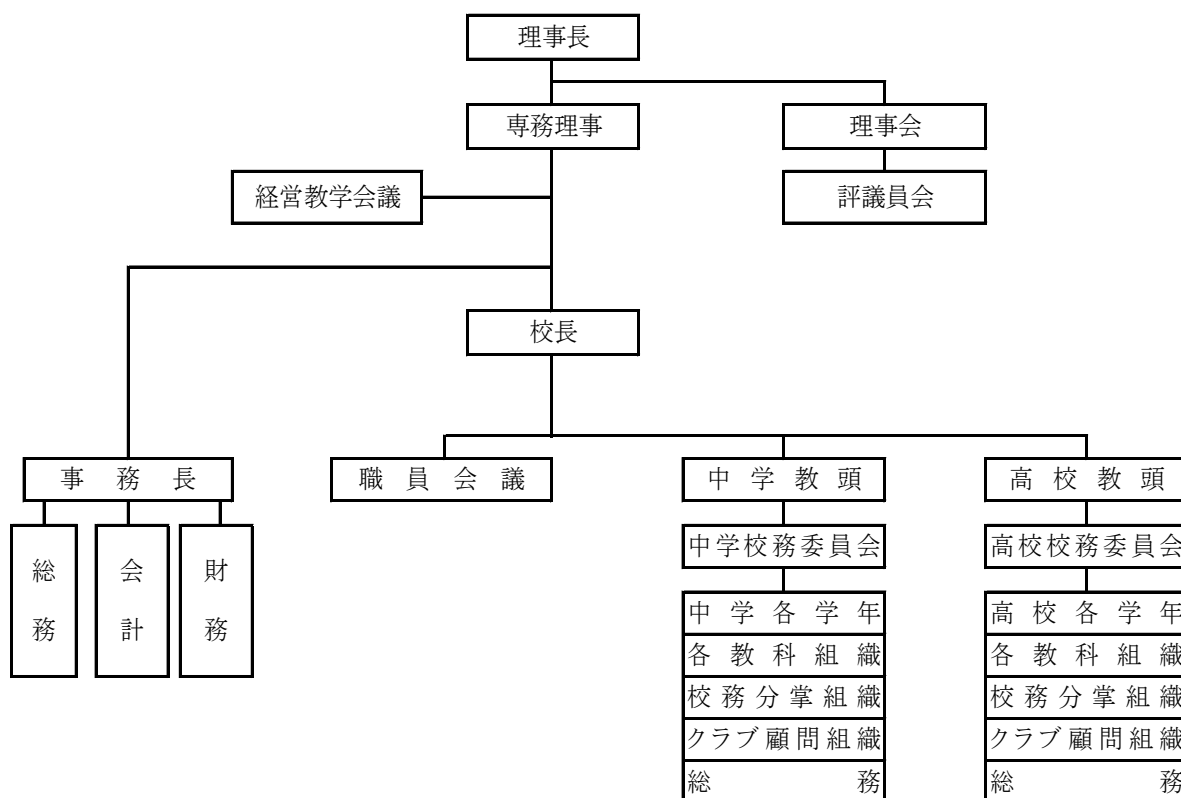 理事長
専務理事
理事会
経営教学会議
評議員会
校長
事務長
職員会議
中学教頭
高校教頭
総務
会計
財務
中学校務委員会
高校校務委員会
中学各学年
各教科組織
校務分掌組織
クラブ顧問組織
総務
高校各学年
各教科組織
校務分掌組織
クラブ顧問組織
総務